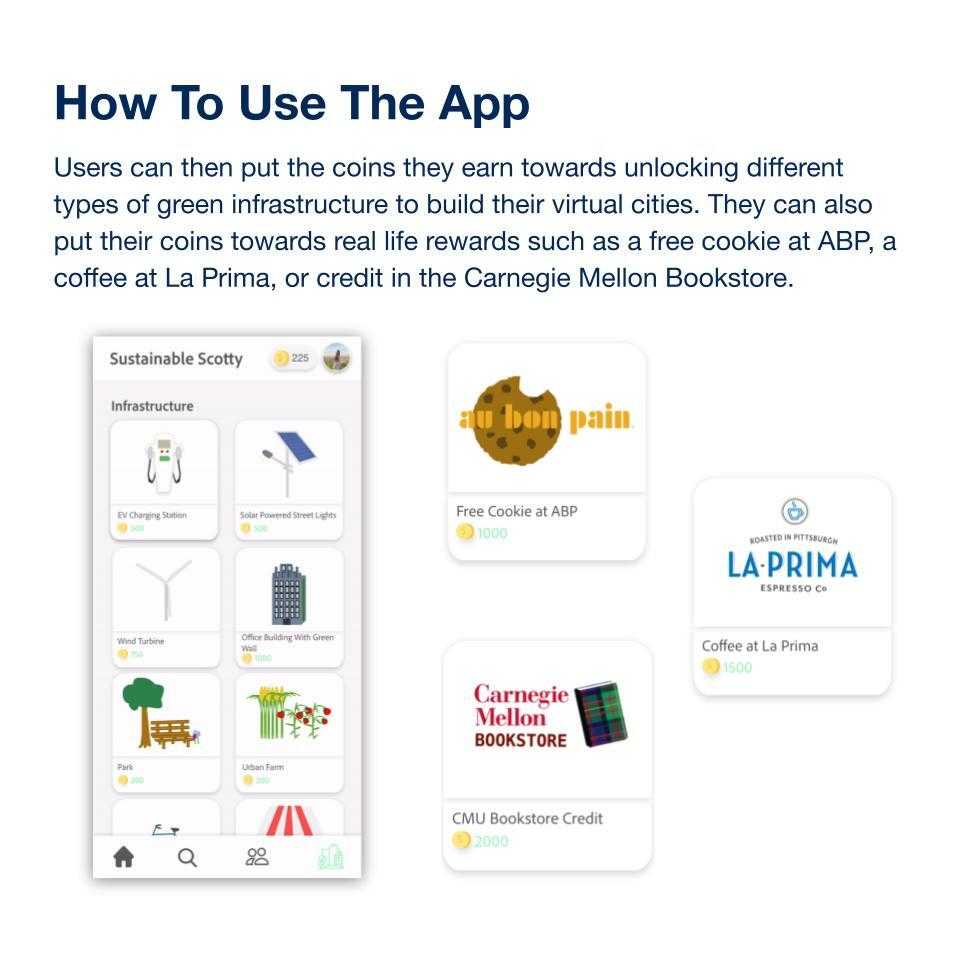 How To Use The App
Users can then put the coins they earn towards unlocking different
types of green infrastructure to build their virtual cities. They can also
put their coins towards real life rewards such as a free cookie at ABP, a
coffee at La Prima, or credit in the Carnegie Mellon Bookstore.
Sustainable Scotty
225
Infrastructure
EV Charging Station
500
Solar Powered Street Lights
500
Wind Turbine
750
Office Building With Green
Wall
1000
Park
200
Urban Farm
200
au bon pain.
Free Cookie at ABP
1000
ROASTED IN PITTSBURGH
LA·PRIMA
ESPRESSO Co
Coffee at La Prima
1500
Carnegie
Mellon
BOOKSTORE
CMU Bookstore Credit
2000